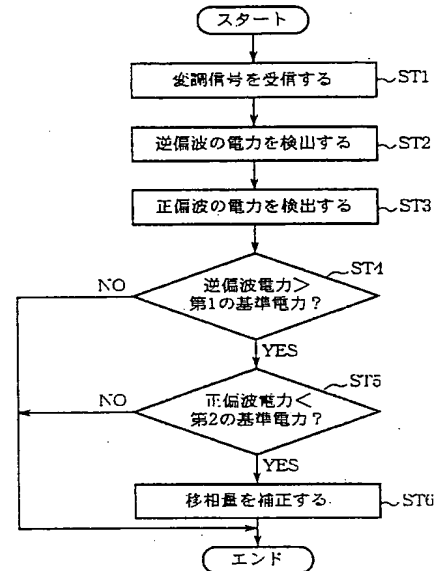 スタート
変調信号を受信する
ST1
逆偏波の電力を検出する
ST2
正偏波の電力を検出する
ST3
ST4
逆偏波電力＞
第1の基準電力？
NO
YES
ST5
正偏波電力＜
第2の基準電力？
NO
YES
移相量を補正する
ST6
エンド